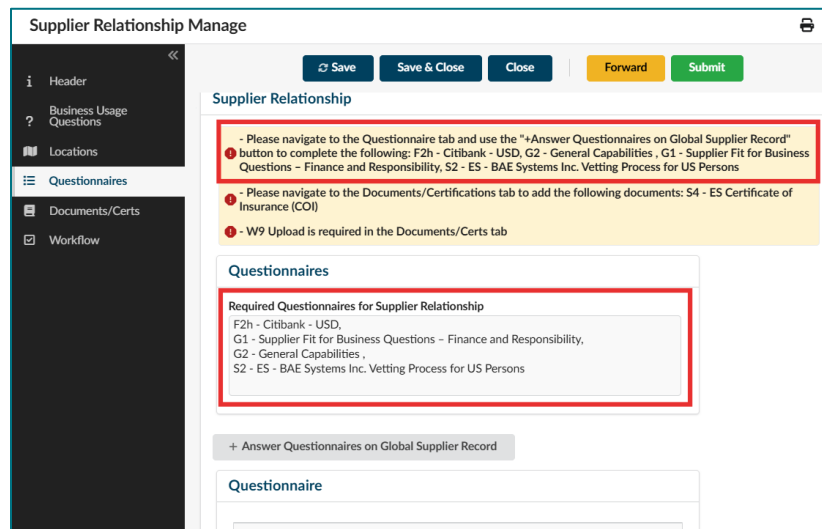 Supplier Relationship Manage
Save
Save & Close
Close
Forward
Submit
Header
Business Usage
Questions
Locations
Questionnaires
Documents/Certs
Workflow
Supplier Relationship
- Please navigate to the Questionnaire tab and use the "+Answer Questionnaires on Global Supplier Record"
button to complete the following: F2h - Citibank - USD, G2 - General Capabilities , G1 - Supplier Fit for Business
Questions – Finance and Responsibility, S2 - ES - BAE Systems Inc. Vetting Process for US Persons
- Please navigate to the Documents/Certifications tab to add the following documents: S4 - ES Certificate of
Insurance (COI)
- W9 Upload is required in the Documents/Certs tab
Questionnaires
Required Questionnaires for Supplier Relationship
F2h - Citibank - USD,
G1 - Supplier Fit for Business Questions – Finance and Responsibility,
G2 - General Capabilities ,
S2 - ES - BAE Systems Inc. Vetting Process for US Persons
+ Answer Questionnaires on Global Supplier Record
Questionnaire